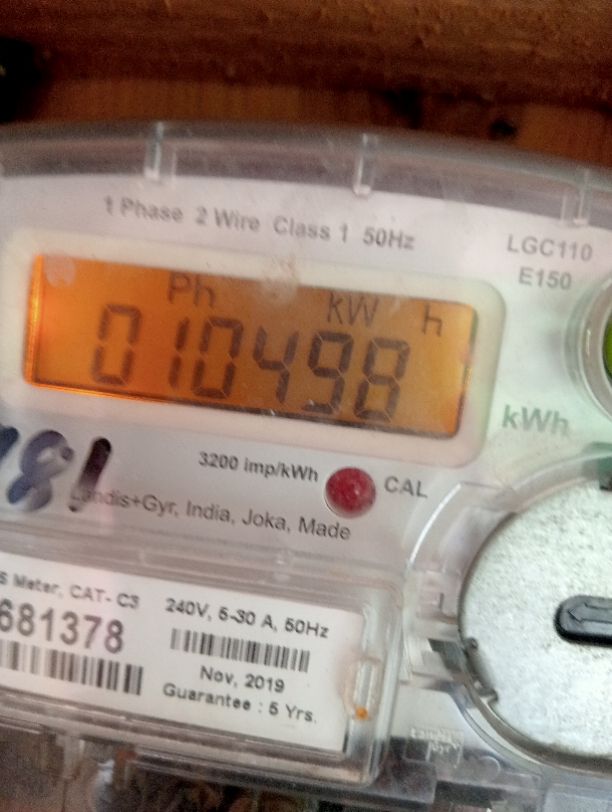 1 Phase 2 Wire Class 1 50Hz
LGC110
E150
Ph kW h
010498
kWh
3200 imp/kWh
CAL
781
Landis+Gyr, India, Joka, Made
Meter, CAT- C3
681378
240V, 5-30 A, 50Hz
Nov, 2019
Guarantee : 5 Yrs.